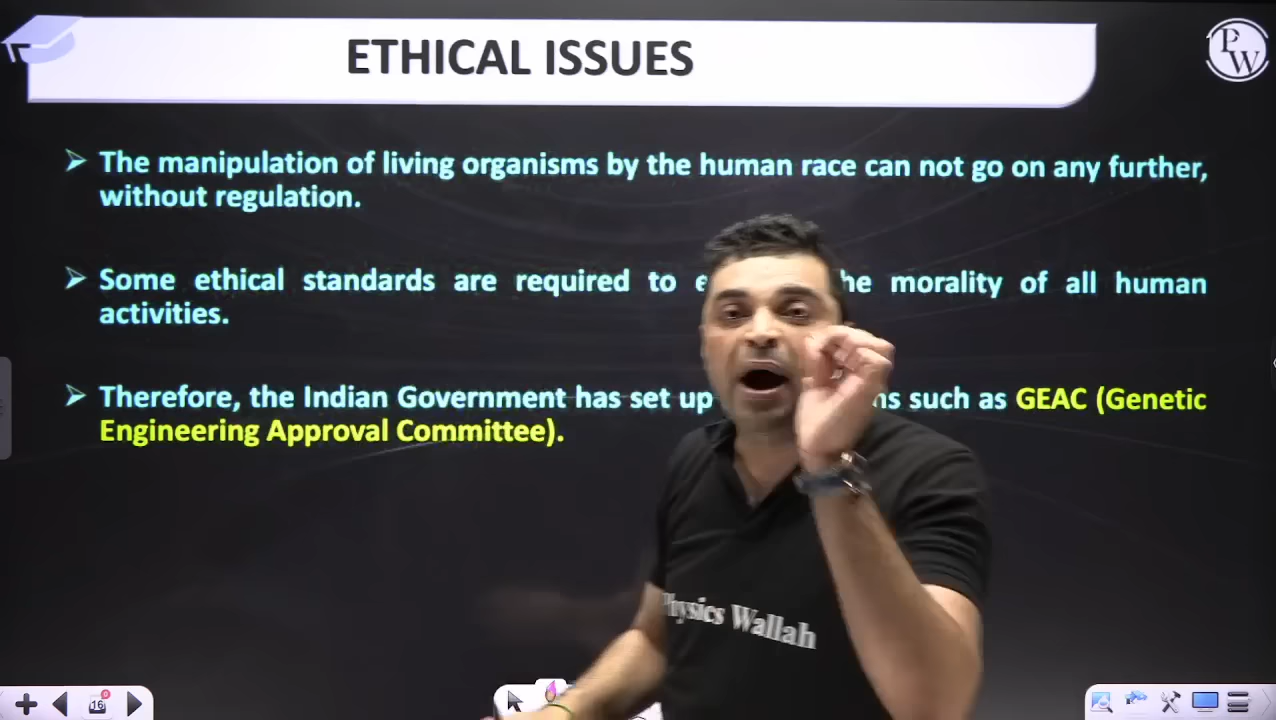 ETHICAL ISSUES
P
W
➤ The manipulation of living organisms by the human race can not go on any further,
without regulation.
➤ Some ethical standards are required to he morality of all human
activities.
➤ Therefore, the Indian Government has set up ns such as GEAC (Genetic
Engineering Approval Committee).
Physics Wallah
16